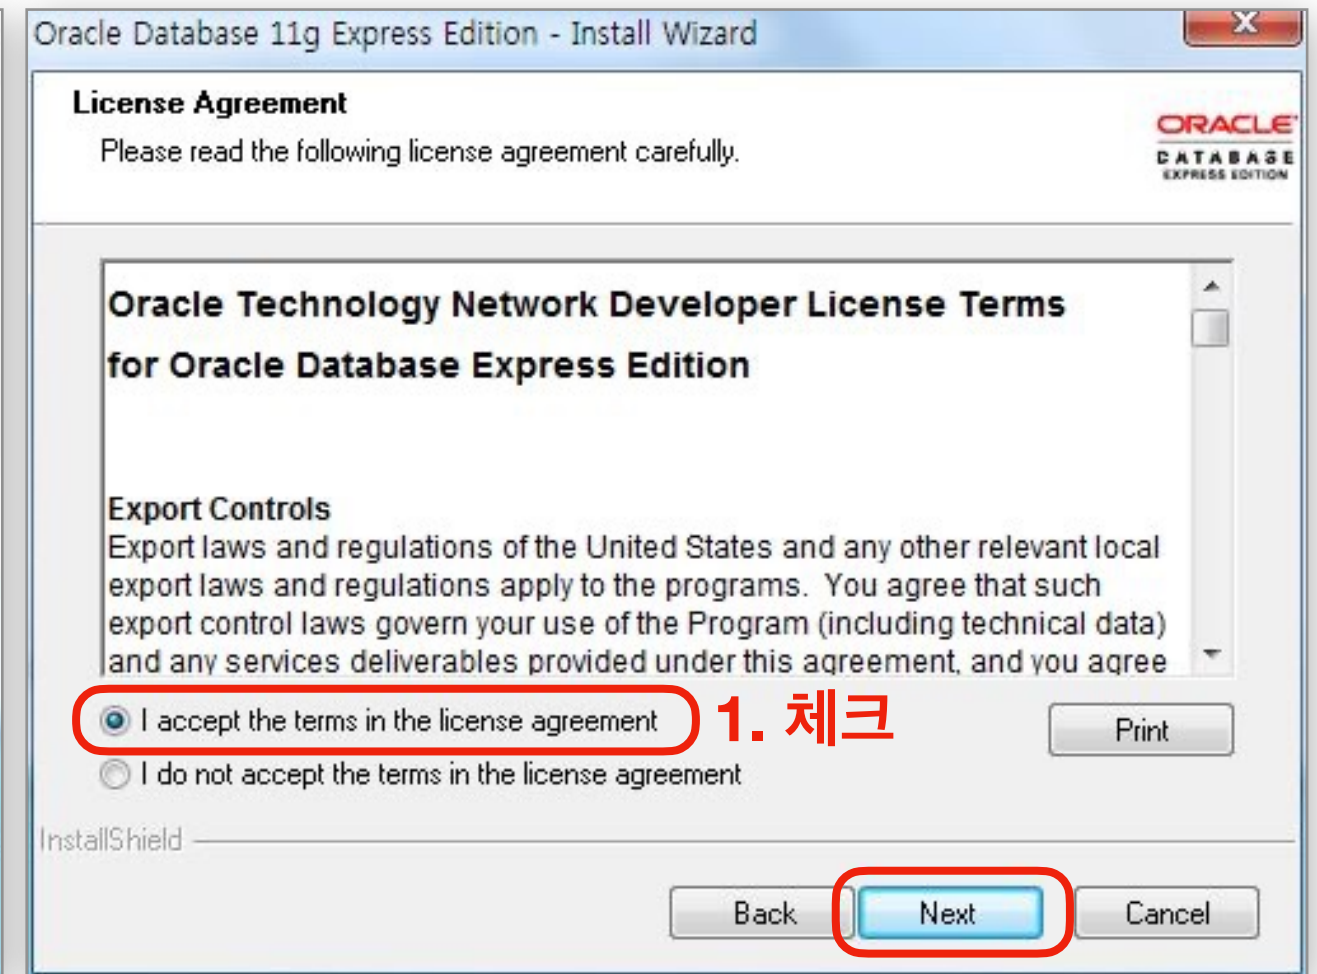 Oracle Database 11g Express Edition - Install Wizard
X
License Agreement
Please read the following license agreement carefully.
ORACLE
DATABASE
EXPRESS EDITION
Oracle Technology Network Developer License Terms
for Oracle Database Express Edition
Export Controls
Export laws and regulations of the United States and any other relevant local
export laws and regulations apply to the programs.  You agree that such
export control laws govern your use of the Program (including technical data)
and any services deliverables provided under this agreement, and you agree
I accept the terms in the license agreement
1. 체크
Print
I do not accept the terms in the license agreement
InstallShield
Back
Next
Cancel